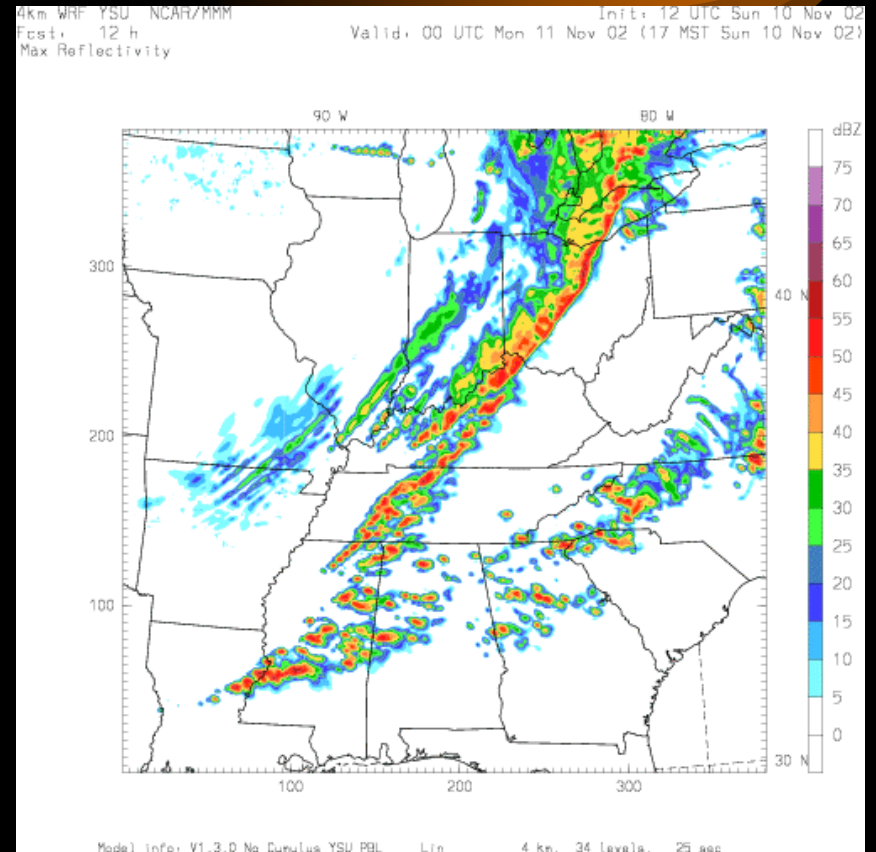 4km WRF YSU NCAR/MMM Init: 12 UTC Sun 10 Nov 02
Fcst: 12 h Valid: 00 UTC Mon 11 Nov 02 (17 MST Sun 10 Nov 02)
Max Reflectivity
90 W 80 W
dBZ
75
70
65
60
55
50
45
40
35
30
25
20
15
10
5
0
300
200
100
40 N
30 N
100 200 300
Model info: V1.3.0 No Cumulus YSU PBL Lin 4 km, 34 levels, 25 sec